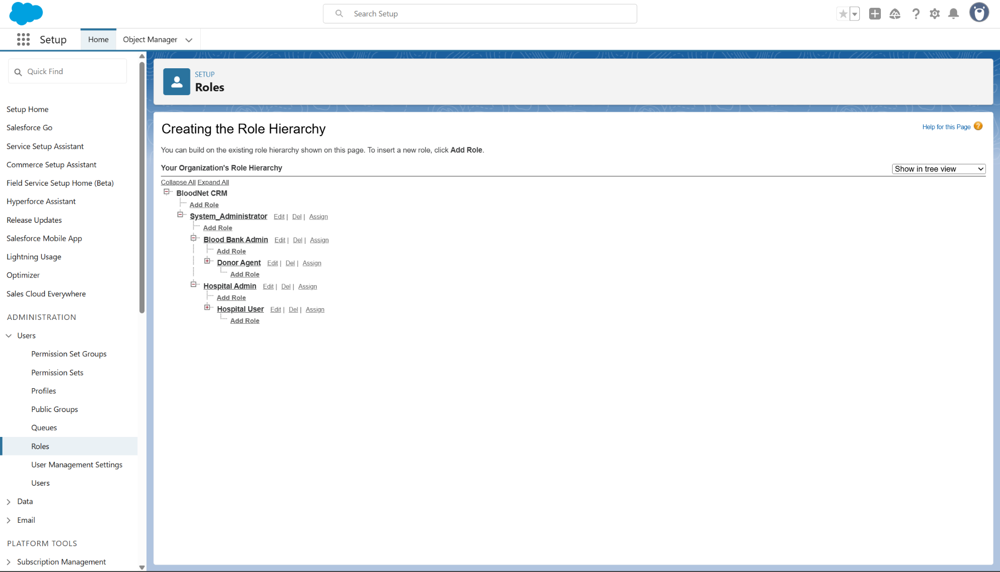 Search Setup
Setup
Home
Object Manager
Quick Find
Setup Home
Salesforce Go
Service Setup Assistant
Commerce Setup Assistant
Field Service Setup Home (Beta)
Hyperforce Assistant
Release Updates
Salesforce Mobile App
Lightning Usage
Optimizer
Sales Cloud Everywhere
ADMINISTRATION
Users
Permission Set Groups
Permission Sets
Profiles
Public Groups
Queues
Roles
User Management Settings
Users
Data
Email
PLATFORM TOOLS
Subscription Management
SETUP
Roles
Creating the Role Hierarchy
Help for this Page ?
You can build on the existing role hierarchy shown on this page. To insert a new role, click Add Role.
Your Organization's Role Hierarchy
Show in tree view
Collapse All Expand All
BloodNet CRM
Add Role
System_Administrator Edit | Del | Assign
Add Role
Blood Bank Admin Edit | Del | Assign
Add Role
Donor Agent Edit | Del | Assign
Add Role
Hospital Admin Edit | Del | Assign
Add Role
Hospital User Edit | Del | Assign
Add Role